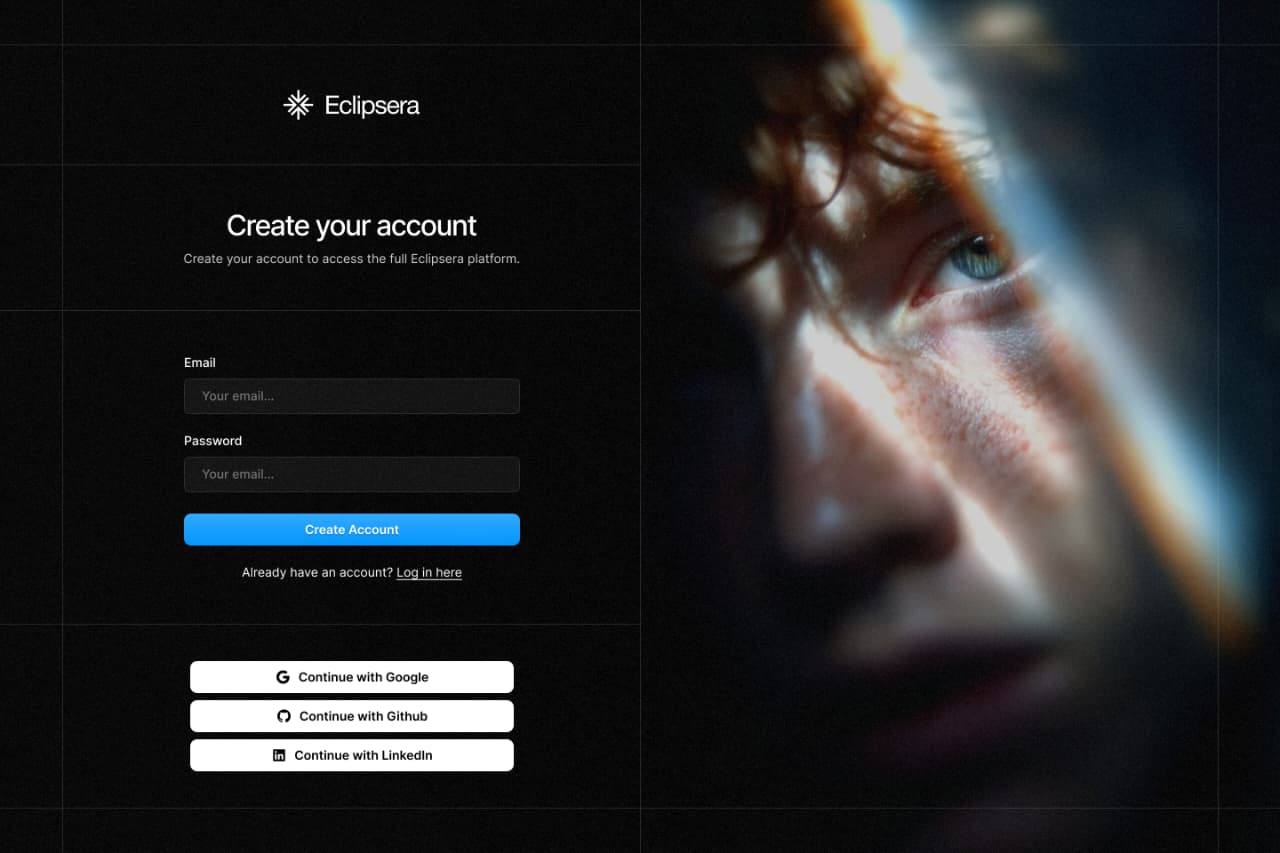 Eclipsera
Create your account
Create your account to access the full Eclipsera platform.
Email
Your email...
Password
Your email...
Create Account
Already have an account? Log in here
Continue with Google
Continue with Github
Continue with LinkedIn